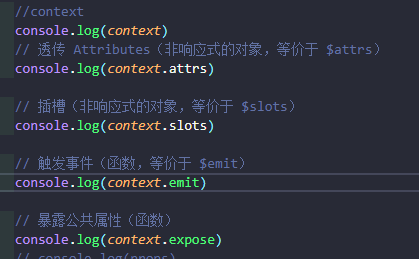 //context
console.log(context)
// 透传 Attributes（非响应式的对象，等价于 $attrs）
console.log(context.attrs)
// 插槽（非响应式的对象，等价于 $slots）
console.log(context.slots)
// 触发事件（函数，等价于 $emit）
console.log(context.emit)
// 暴露公共属性（函数）
console.log(context.expose)
// console.log(props)